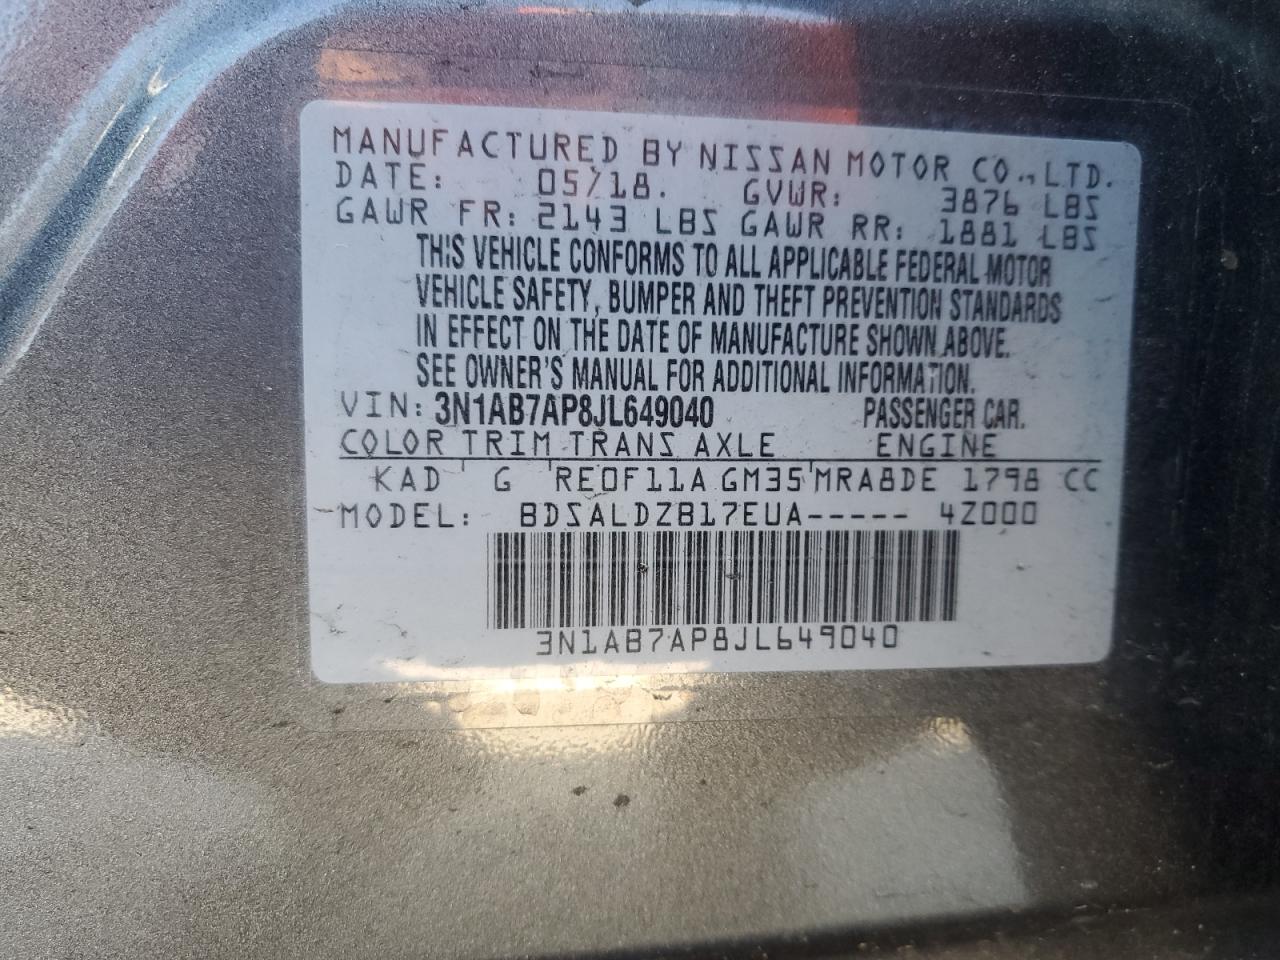 MANUFACTURED BY NISSAN MOTOR CO., LTD.
DATE: 05/18. GVWR: 3876 LBS
GAWR FR: 2143 LBS GAWR RR: 1881 LBS
THIS VEHICLE CONFORMS TO ALL APPLICABLE FEDERAL MOTOR
VEHICLE SAFETY, BUMPER AND THEFT PREVENTION STANDARDS
IN EFFECT ON THE DATE OF MANUFACTURE SHOWN ABOVE.
SEE OWNER'S MANUAL FOR ADDITIONAL INFORMATION.
VIN: 3N1AB7AP8JL649040 PASSENGER CAR.
COLOR TRIM TRANS AXLE ENGINE
KAD G RE0F11A GM35 MRA8DE 1798 CC
MODEL: BDSALDZB17EUA----- 4Z000
3N1AB7AP8JL649040